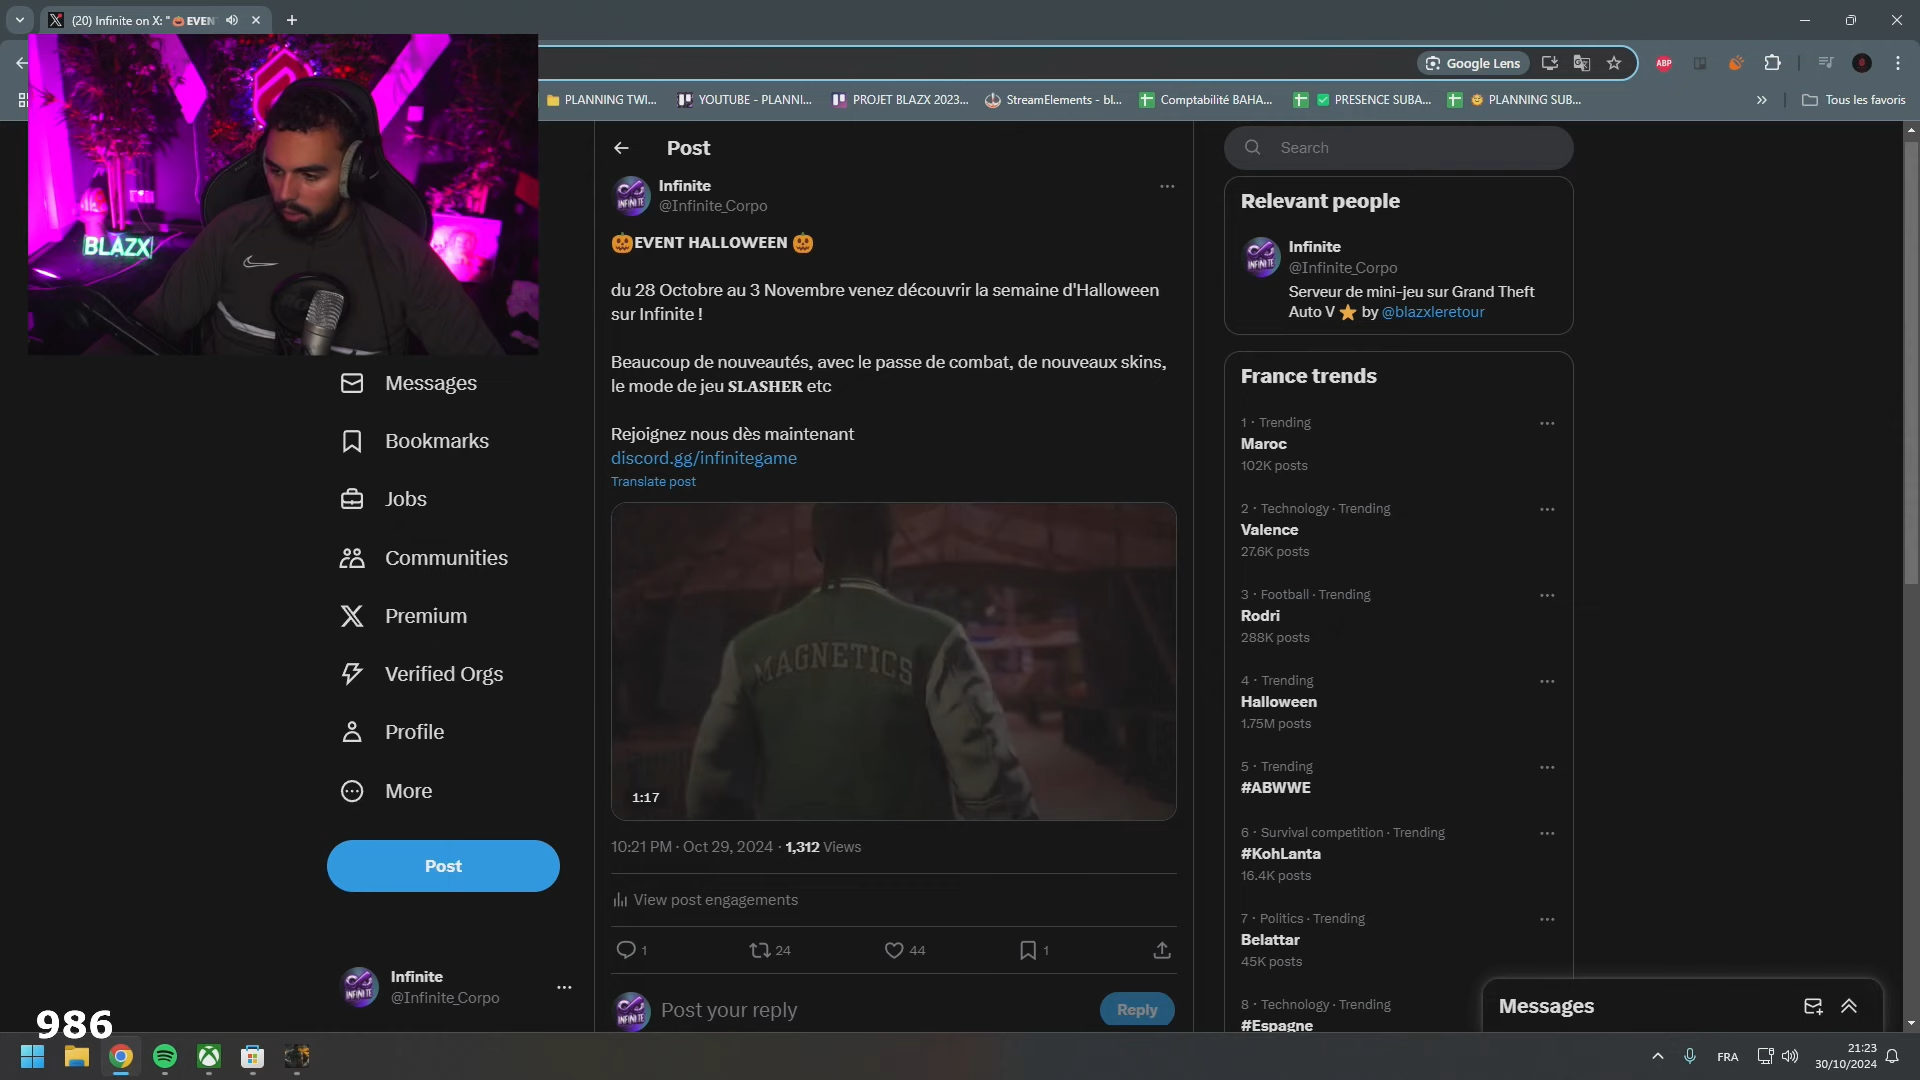 (20) Infinite on X: "🎃EVEN
Google Lens
PLANNING TWI...
YOUTUBE - PLANNI...
PROJET BLAZX 2023...
StreamElements - bl...
Comptabilité BAHA...
✅ PRESENCE SUBA...
PLANNING SUB...
Tous les favoris
BLAZX
Messages
Bookmarks
Jobs
Communities
Premium
Verified Orgs
Profile
More
Post
Infinite
@Infinite_Corpo
986
Post
INFINITE
Infinite
@Infinite_Corpo
🎃EVENT HALLOWEEN 🎃
du 28 Octobre au 3 Novembre venez découvrir la semaine d'Halloween
sur Infinite !
Beaucoup de nouveautés, avec le passe de combat, de nouveaux skins,
le mode de jeu SLASHER etc
Rejoignez nous dès maintenant
discord.gg/infinitegame
Translate post
MAGNETICS
1:17
10:21 PM · Oct 29, 2024 · 1,312 Views
View post engagements
1
24
44
1
Post your reply
Reply
Search
Relevant people
INFINITE
Infinite
@Infinite_Corpo
Serveur de mini-jeu sur Grand Theft
Auto V ⭐ by @blazxleretour
France trends
1 · Trending
Maroc
102K posts
2 · Technology · Trending
Valence
27.6K posts
3 · Football · Trending
Rodri
288K posts
4 · Trending
Halloween
1.75M posts
5 · Trending
#ABWWE
6 · Survival competition · Trending
#KohLanta
16.4K posts
7 · Politics · Trending
Belattar
45K posts
8 · Technology · Trending
#Espagne
Messages
ABP
FRA
21:23
30/10/2024